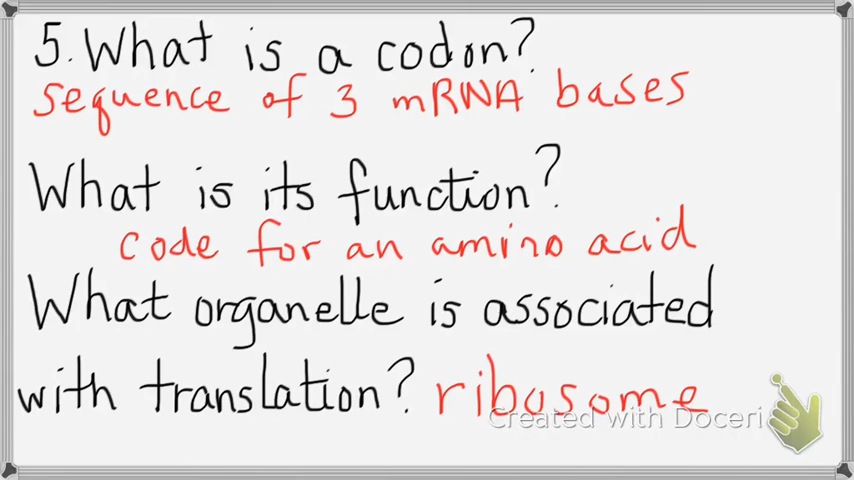 5. What is a codon?
sequence of 3 mRNA bases
What is its function?
code for an amino acid
What organelle is associated
with translation? ribosome
Created with Doceri